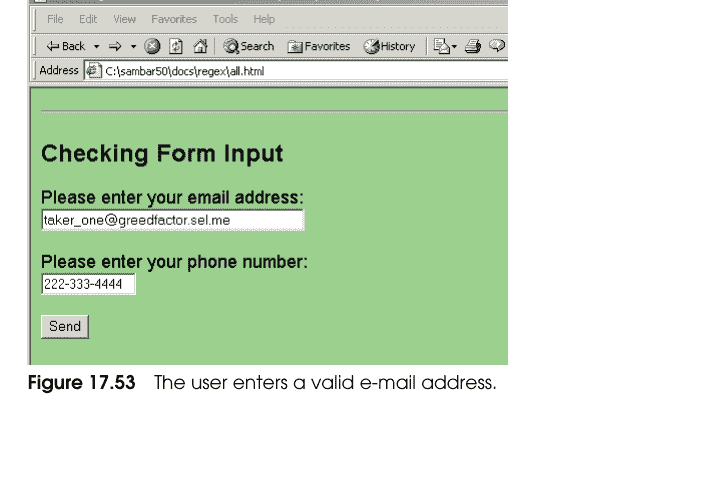 File Edit View Favorites Tools Help
Back Search Favorites History
Address C:\sambar50\docs\regex\all.html
Checking Form Input
Please enter your email address:
taker_one@greedfactor.sel.me
Please enter your phone number:
222-333-4444
Send
Figure 17.53 The user enters a valid e-mail address.